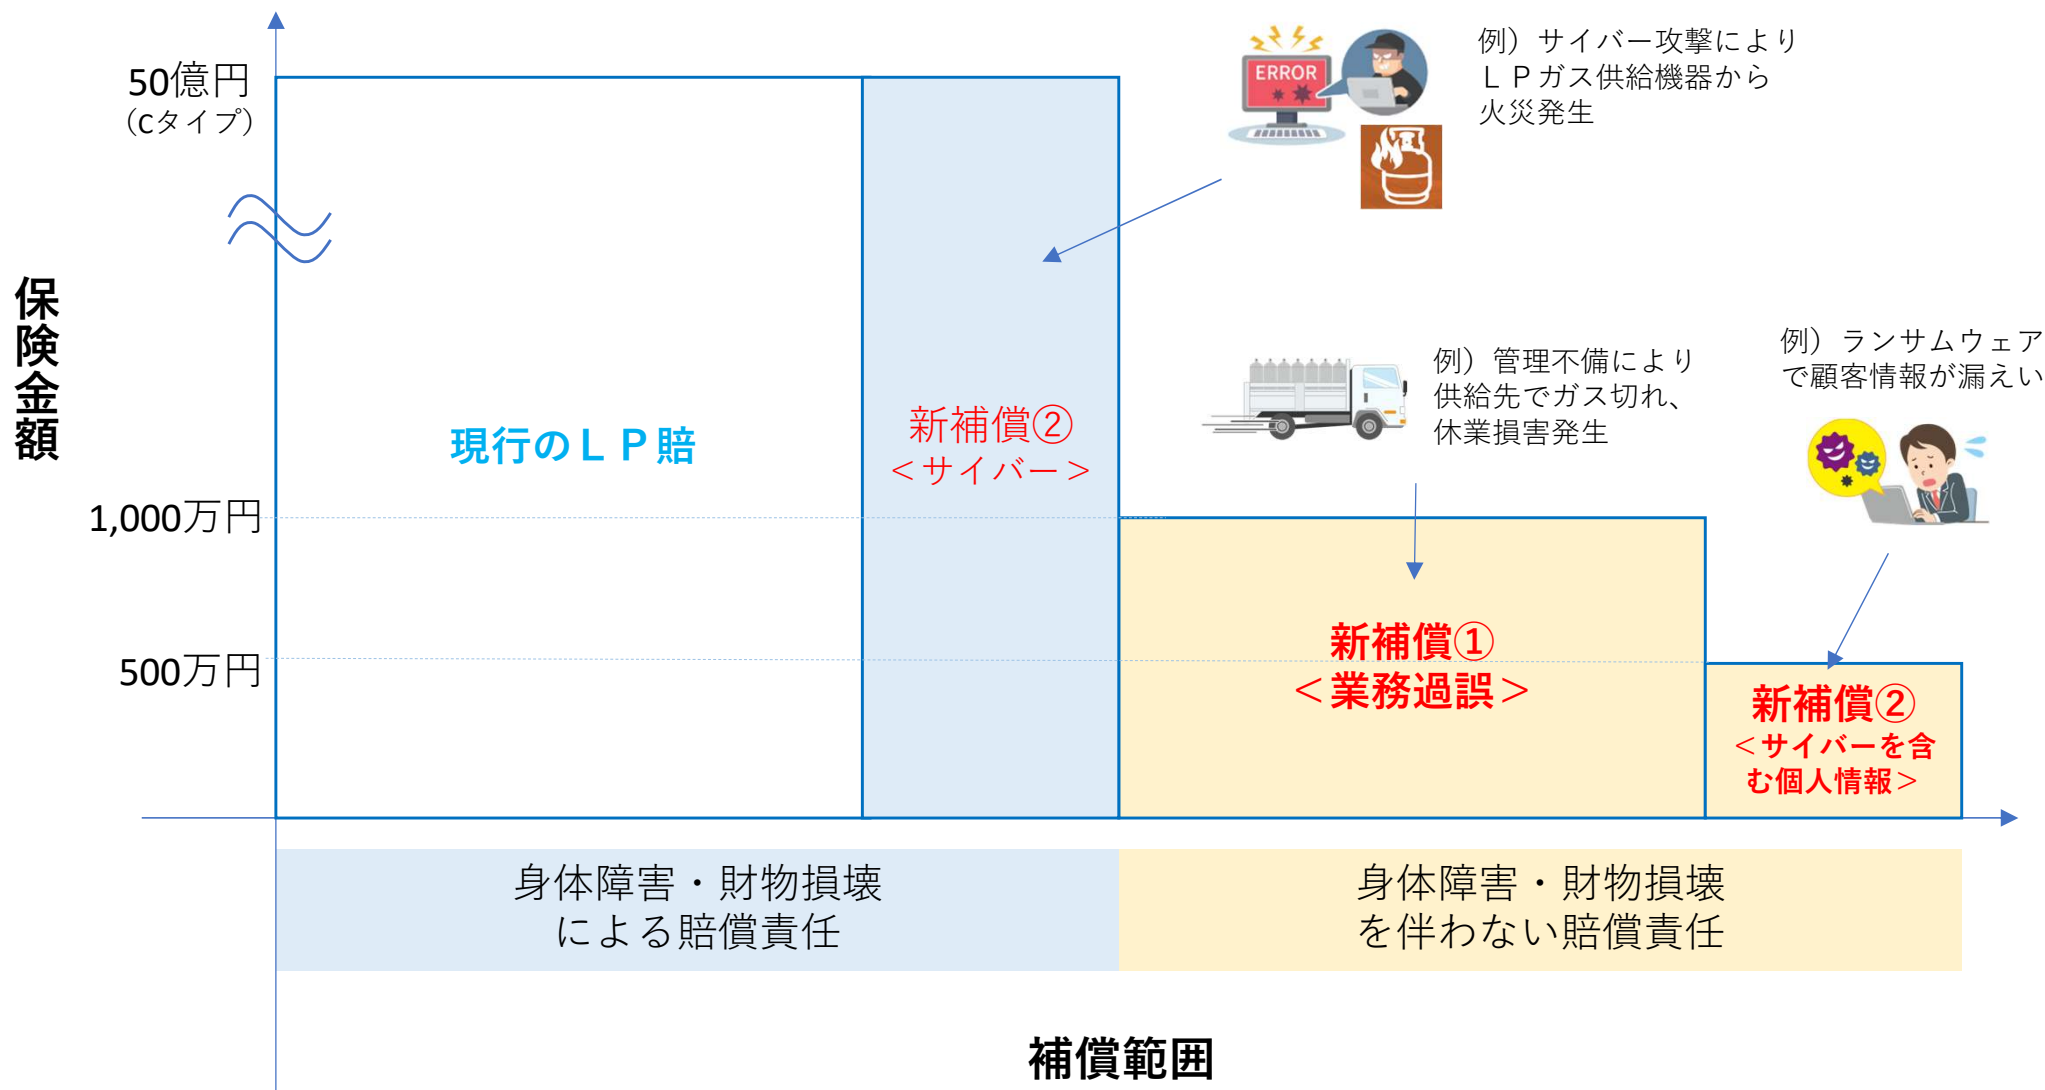 50億円
（Cタイプ）
保険金額
1,000万円
500万円
現行のＬＰ賠
新補償②
＜サイバー＞
ERROR
例）サイバー攻撃により
ＬＰガス供給機器から
火災発生
例）管理不備により
供給先でガス切れ、
休業損害発生
例）ランサムウェア
で顧客情報が漏えい
新補償①
＜業務過誤＞
新補償②
＜サイバーを含
む個人情報＞
身体障害・財物損壊
による賠償責任
身体障害・財物損壊
を伴わない賠償責任
補償範囲